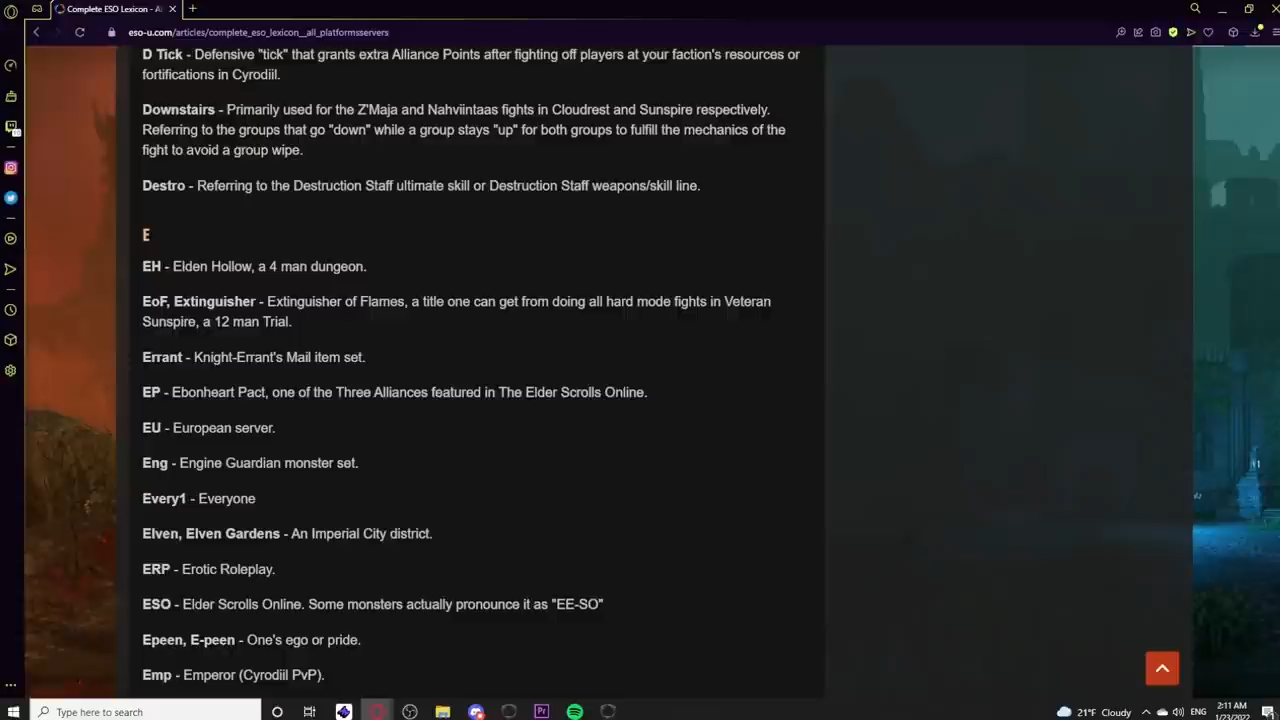 Complete ESO Lexicon
eso-u.com/articles/complete_eso_lexicon__all_platformsservers
D Tick - Defensive "tick" that grants extra Alliance Points after fighting off players at your faction's resources or
fortifications in Cyrodiil.
Downstairs - Primarily used for the Z'Maja and Nahviintaas fights in Cloudrest and Sunspire respectively.
Referring to the groups that go "down" while a group stays "up" for both groups to fulfill the mechanics of the
fight to avoid a group wipe.
Destro - Referring to the Destruction Staff ultimate skill or Destruction Staff weapons/skill line.
E
EH - Elden Hollow, a 4 man dungeon.
EoF, Extinguisher - Extinguisher of Flames, a title one can get from doing all hard mode fights in Veteran
Sunspire, a 12 man Trial.
Errant - Knight-Errant's Mail item set.
EP - Ebonheart Pact, one of the Three Alliances featured in The Elder Scrolls Online.
EU - European server.
Eng - Engine Guardian monster set.
Every1 - Everyone
Elven, Elven Gardens - An Imperial City district.
ERP - Erotic Roleplay.
ESO - Elder Scrolls Online. Some monsters actually pronounce it as "EE-SO"
Epeen, E-peen - One's ego or pride.
Emp - Emperor (Cyrodiil PvP).
Type here to search
Pr
21°F Cloudy
ENG
2:11 AM
1/23/2022